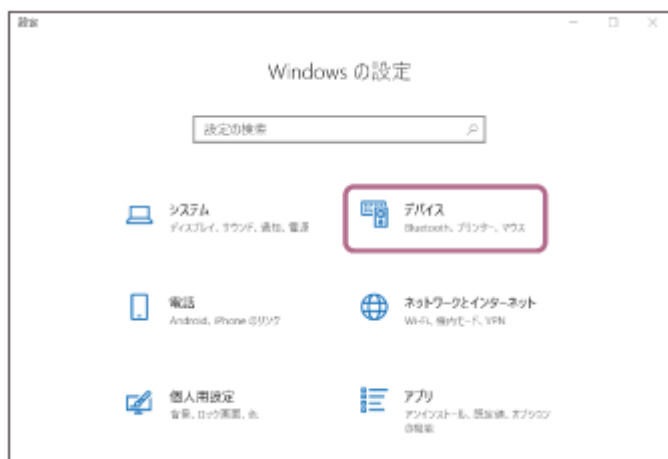 設定
Windows の設定
設定の検索
システム
ディスプレイ、サウンド、通知、電源
デバイス
Bluetooth、プリンター、マウス
電話
Android、iPhone のリンク
ネットワークとインターネット
Wi-Fi、機内モード、VPN
個人用設定
背景、ロック画面、色
アプリ
アンインストール、既定値、オプション
の機能